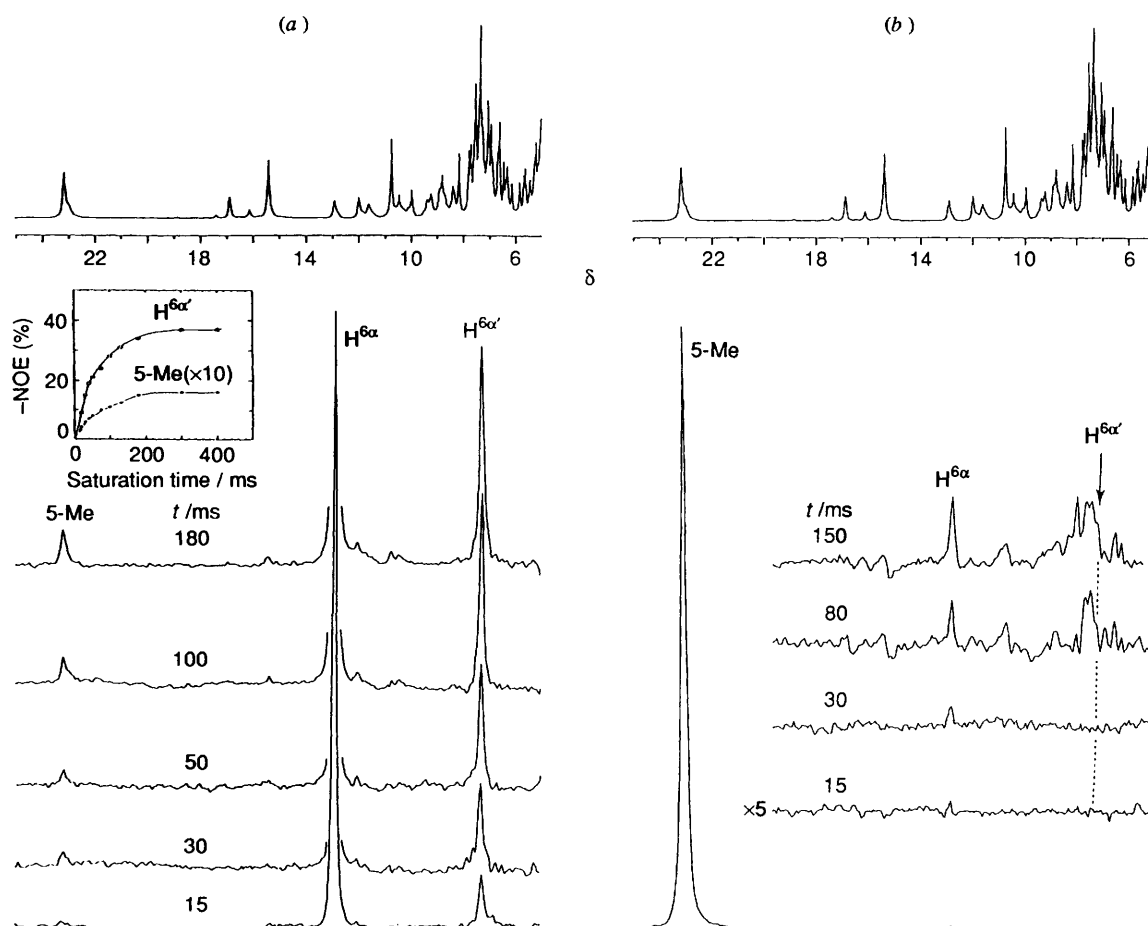 (a)
(b)
22 18 14 10 6
22 18 14 10 6
δ
−NOE (%)
40
20
0
H6α′
5-Me(×10)
0 200 400
Saturation time / ms
H6α
H6α′
5-Me
t /ms
180
100
50
30
15
5-Me
H6α
H6α′
t /ms
150
80
30
15
×5